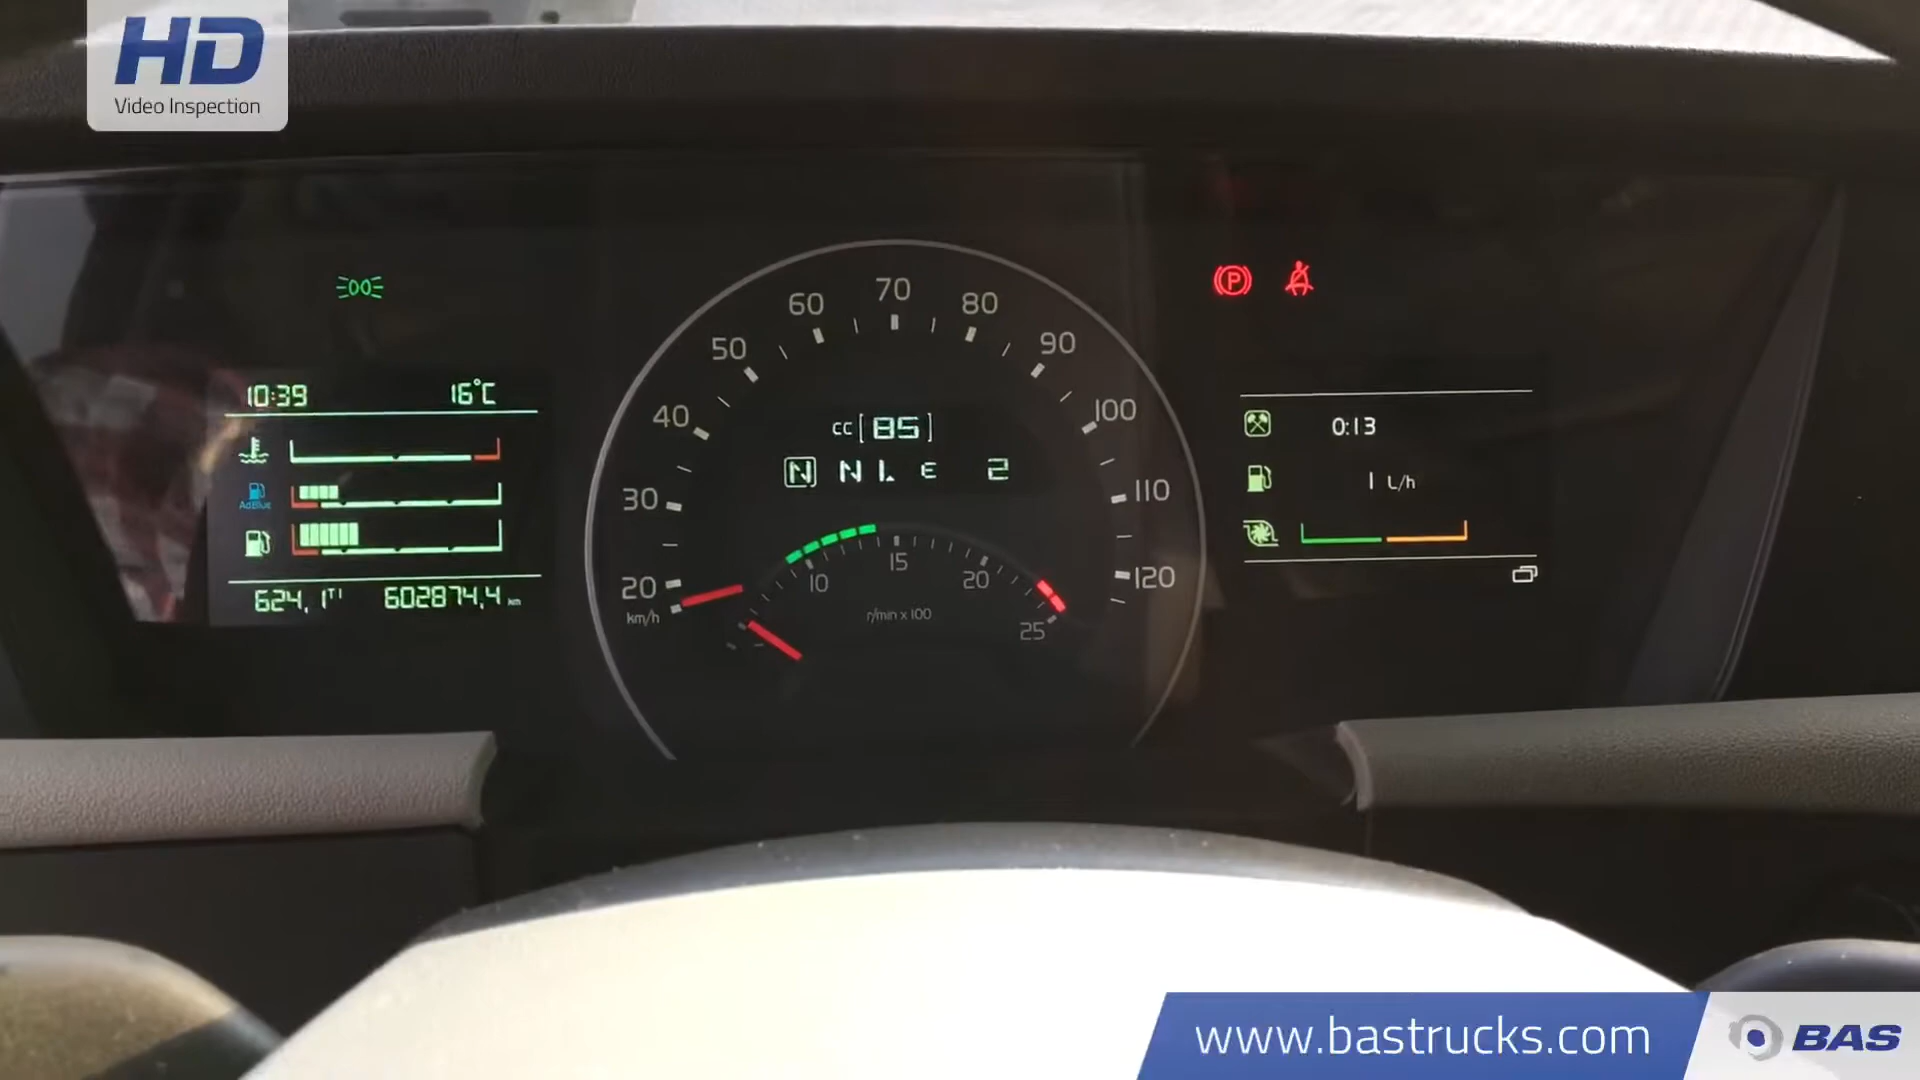 HD
Video Inspection
10:39 16°C
AdBlue
624,1 T1 602874,4 km
20 30 40 50 60 70 80 90 100 110 120
km/h
CC [85]
N N L E 2
10 15 20 25
r/min x 100
P
0:13
1 L/h
www.bastrucks.com
BAS